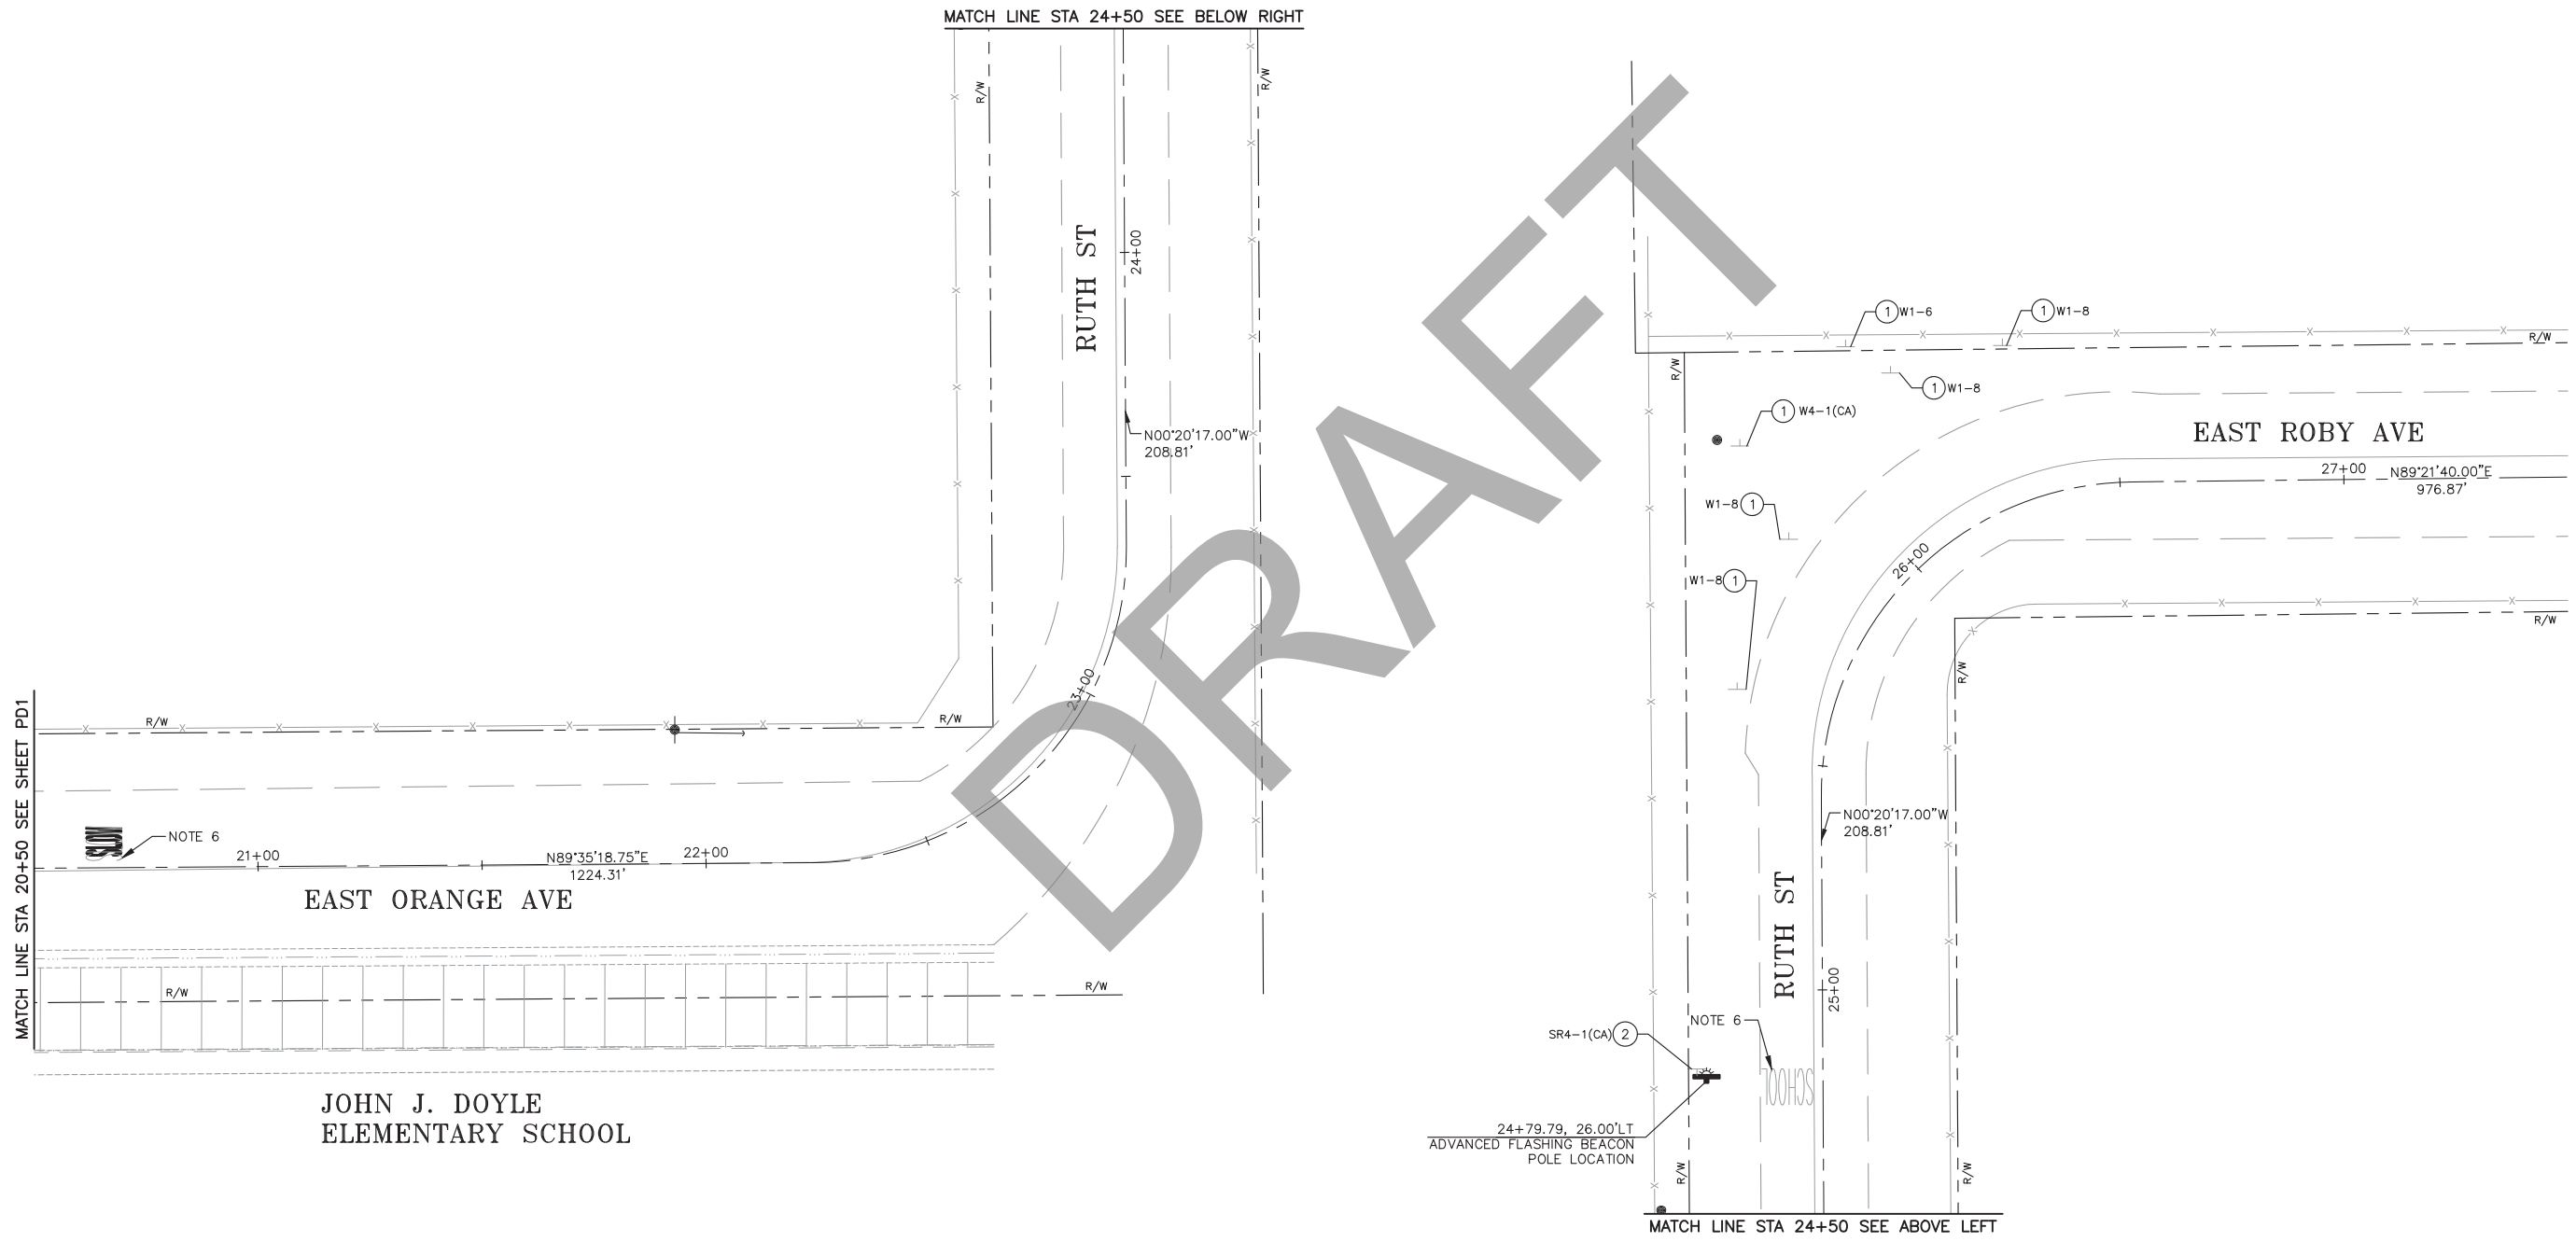 MATCH LINE STA 24+50 SEE BELOW RIGHT
R/W
R/W
RUTH ST
24+00
N00°20'17.00"W
208.81'
23+00
MATCH LINE STA 20+50 SEE SHEET PD1
R/W
R/W
SLOW
NOTE 6
21+00
N89°35'18.75"E
1224.31'
22+00
EAST ORANGE AVE
R/W
R/W
JOHN J. DOYLE
ELEMENTARY SCHOOL
DRAFT
1 W1-6
1 W1-8
R/W
R/W
1 W1-8
1 W4-1(CA)
EAST ROBY AVE
27+00
N89°21'40.00"E
976.87'
W1-8 1
26+00
W1-8 1
R/W
R/W
N00°20'17.00"W
208.81'
RUTH ST
25+00
NOTE 6
SR4-1(CA) 2
SCHOOL
24+79.79, 26.00'LT
ADVANCED FLASHING BEACON
POLE LOCATION
R/W
R/W
MATCH LINE STA 24+50 SEE ABOVE LEFT